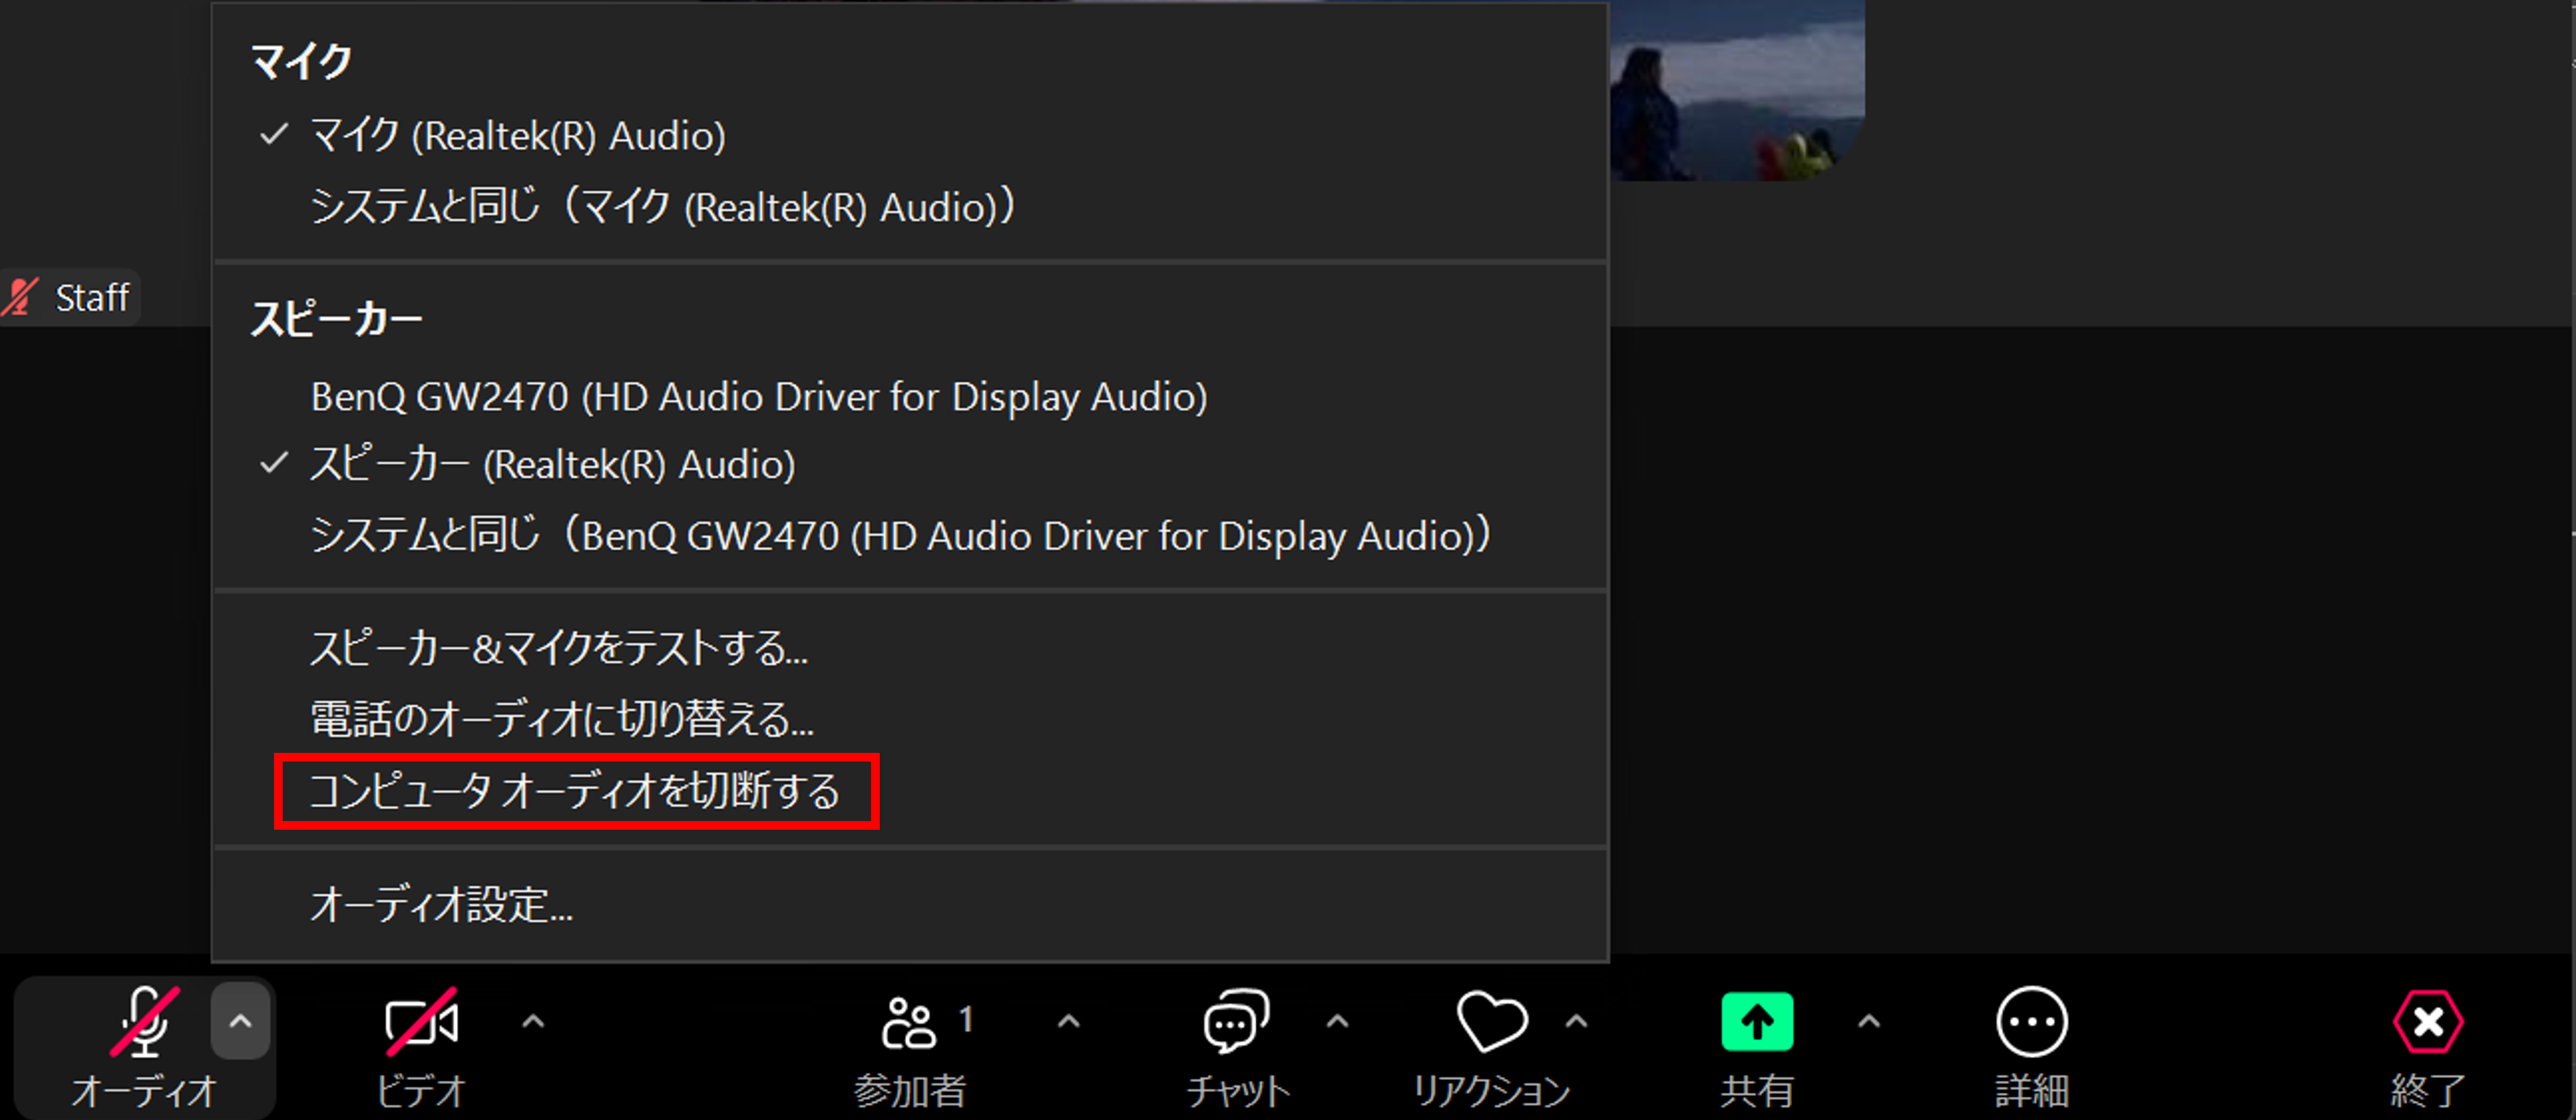 マイク
マイク (Realtek(R) Audio)
システムと同じ（マイク (Realtek(R) Audio)）
Staff
スピーカー
BenQ GW2470 (HD Audio Driver for Display Audio)
スピーカー (Realtek(R) Audio)
システムと同じ（BenQ GW2470 (HD Audio Driver for Display Audio)）
スピーカー&マイクをテストする...
電話のオーディオに切り替える...
コンピュータ オーディオを切断する
オーディオ設定...
1
オーディオ ビデオ 参加者 チャット リアクション 共有 詳細 終了